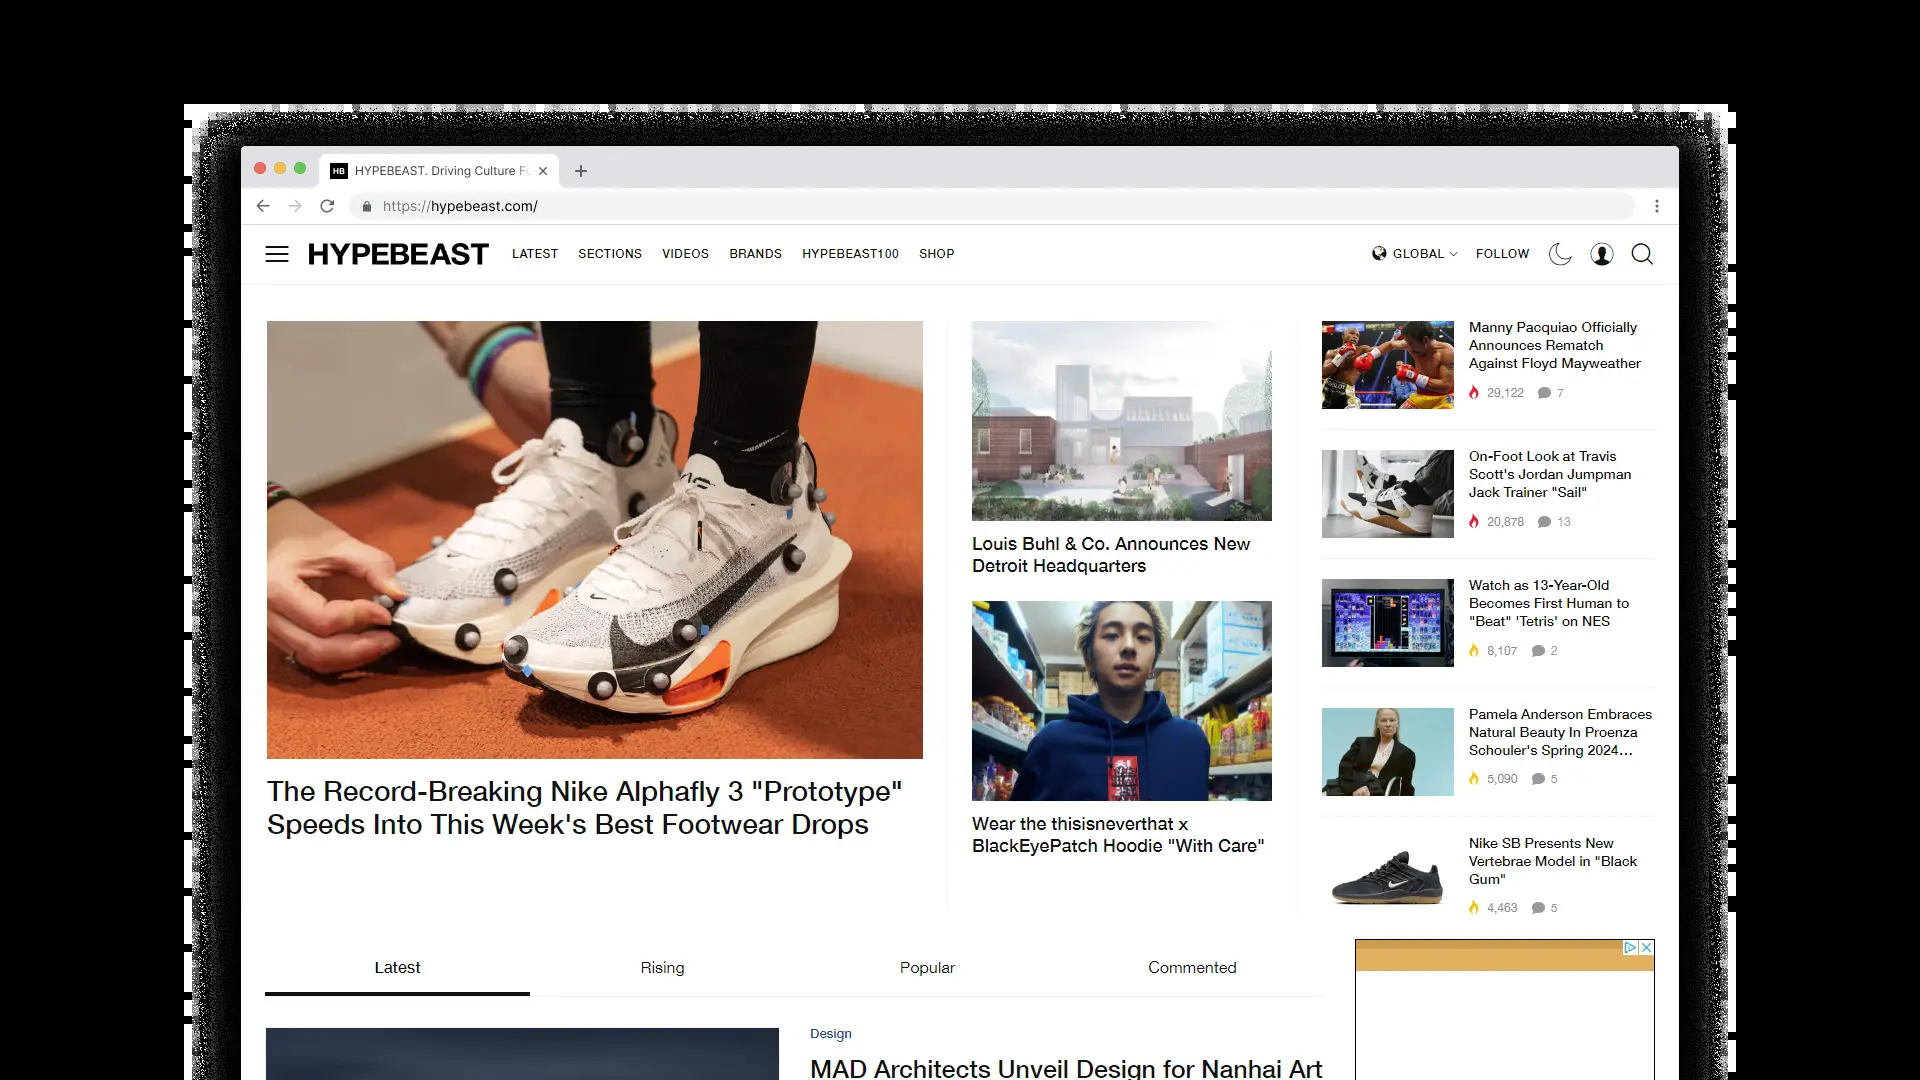 HB HYPEBEAST. Driving Culture Fo
https://hypebeast.com/
HYPEBEAST LATEST SECTIONS VIDEOS BRANDS HYPEBEAST100 SHOP GLOBAL FOLLOW
The Record-Breaking Nike Alphafly 3 "Prototype"
Speeds Into This Week's Best Footwear Drops
Louis Buhl & Co. Announces New
Detroit Headquarters
Wear the thisisneverthat x
BlackEyePatch Hoodie "With Care"
Manny Pacquiao Officially
Announces Rematch
Against Floyd Mayweather
29,122 7
On-Foot Look at Travis
Scott's Jordan Jumpman
Jack Trainer "Sail"
20,878 13
Watch as 13-Year-Old
Becomes First Human to
"Beat" 'Tetris' on NES
8,107 2
Pamela Anderson Embraces
Natural Beauty In Proenza
Schouler's Spring 2024...
5,090 5
Nike SB Presents New
Vertebrae Model in "Black
Gum"
4,463 5
Latest Rising Popular Commented
Design
MAD Architects Unveil Design for Nanhai Art